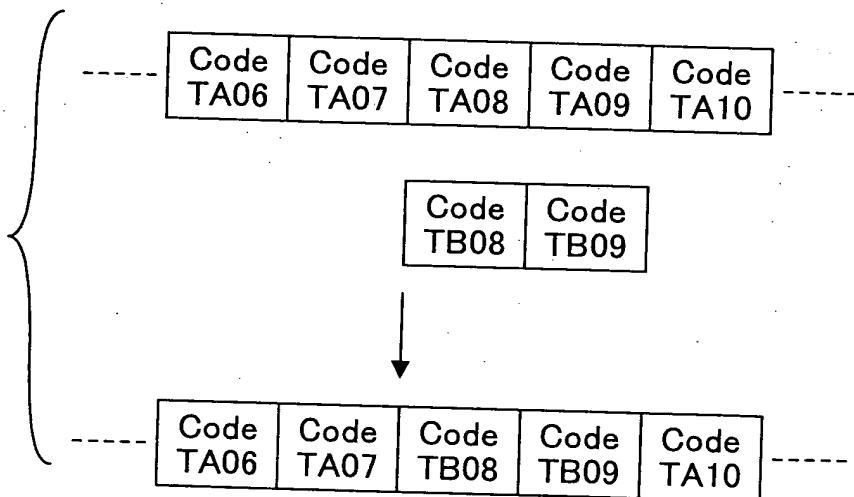 Code Code Code Code Code
TA06 TA07 TA08 TA09 TA10
Code Code
TB08 TB09
Code Code Code Code Code
TA06 TA07 TB08 TB09 TA10